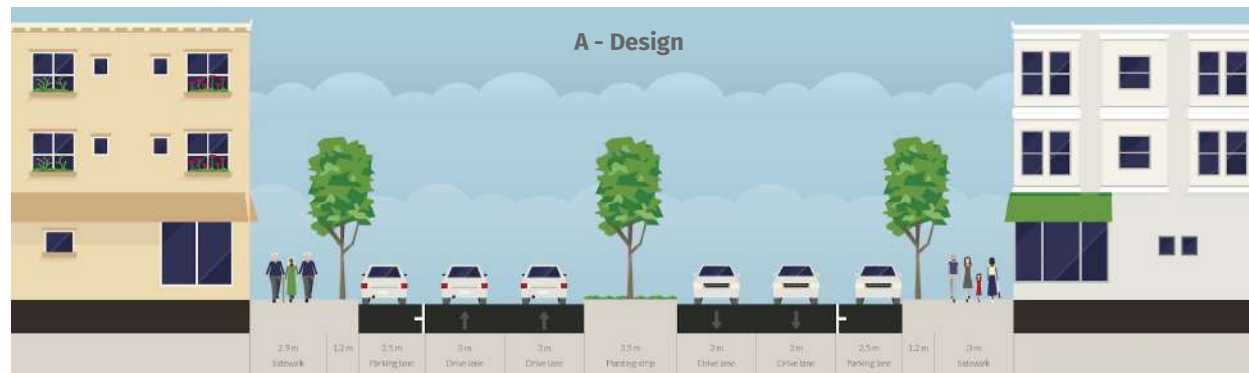 A - Design
2.9 m 1.2 m 2.5 m 3 m 3 m 3.5 m 3 m 3 m 2.5 m 1.2 m 3 m
Sidewalk Parking lane Drive lane Drive lane Planting strip Drive lane Drive lane Parking lane Sidewalk